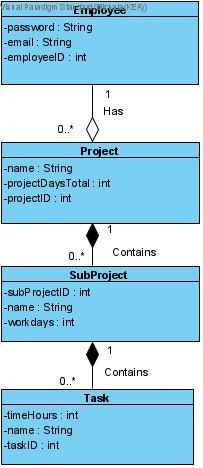 Employee
-password : String
-email : String
-employeeID : int
1
Has
0..*
Project
-name : String
-projectDaysTotal : int
-projectID : int
1
Contains
0..*
SubProject
-subProjectID : int
-name : String
-workdays : int
1
Contains
0..*
Task
-timeHours : int
-name : String
-taskID : int